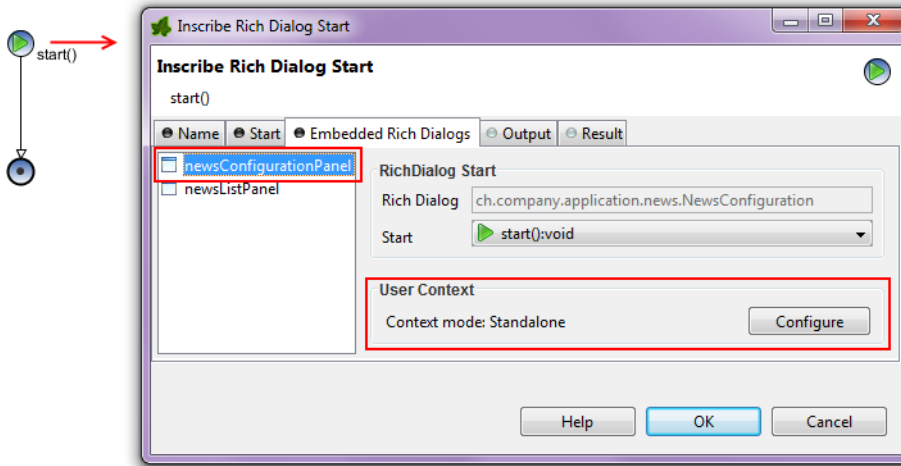 start()
Inscribe Rich Dialog Start
Inscribe Rich Dialog Start
start()
Name Start Embedded Rich Dialogs Output Result
newsConfigurationPanel
newsListPanel
RichDialog Start
Rich Dialog ch.company.application.news.NewsConfiguration
Start start():void
User Context
Context mode: Standalone Configure
Help OK Cancel